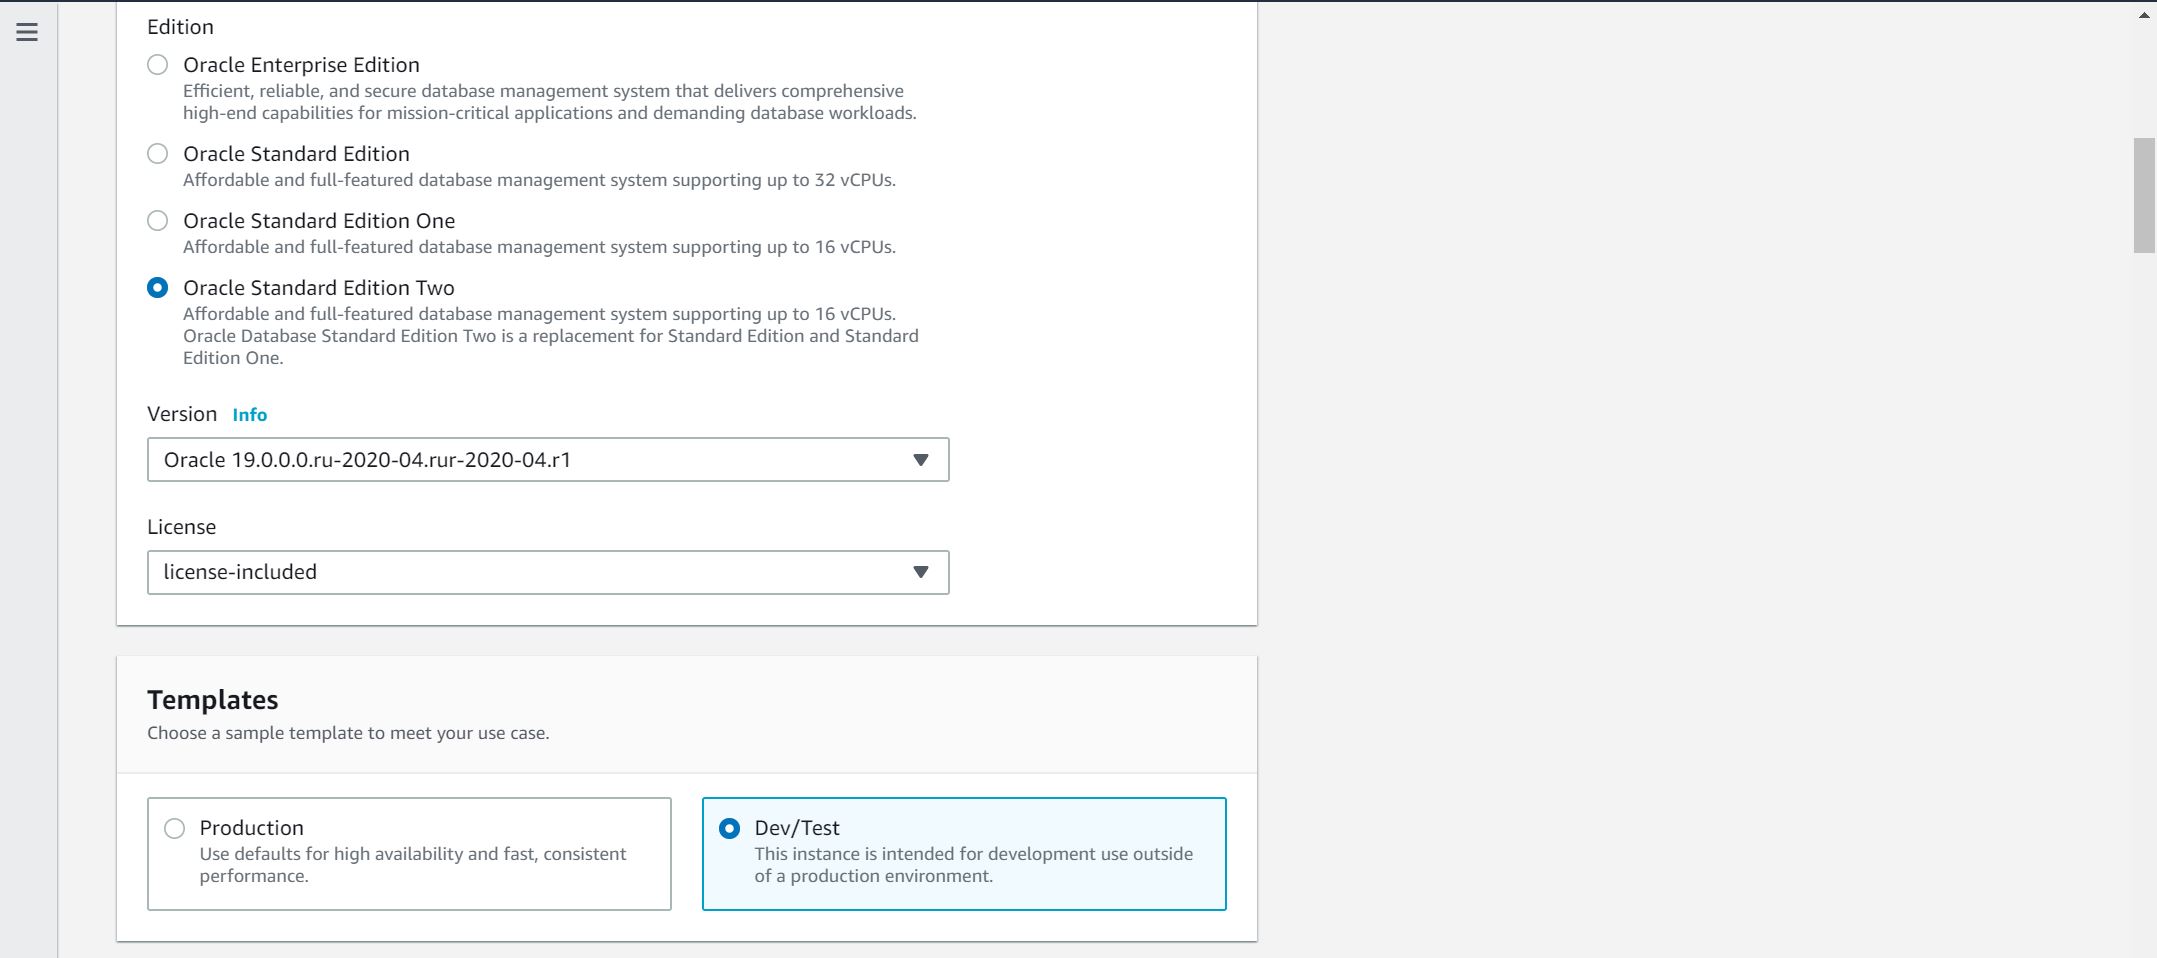 Edition
Oracle Enterprise Edition
Efficient, reliable, and secure database management system that delivers comprehensive
high-end capabilities for mission-critical applications and demanding database workloads.
Oracle Standard Edition
Affordable and full-featured database management system supporting up to 32 vCPUs.
Oracle Standard Edition One
Affordable and full-featured database management system supporting up to 16 vCPUs.
Oracle Standard Edition Two
Affordable and full-featured database management system supporting up to 16 vCPUs.
Oracle Database Standard Edition Two is a replacement for Standard Edition and Standard
Edition One.
Version Info
Oracle 19.0.0.0.ru-2020-04.rur-2020-04.r1
License
license-included
Templates
Choose a sample template to meet your use case.
Production
Use defaults for high availability and fast, consistent
performance.
Dev/Test
This instance is intended for development use outside
of a production environment.